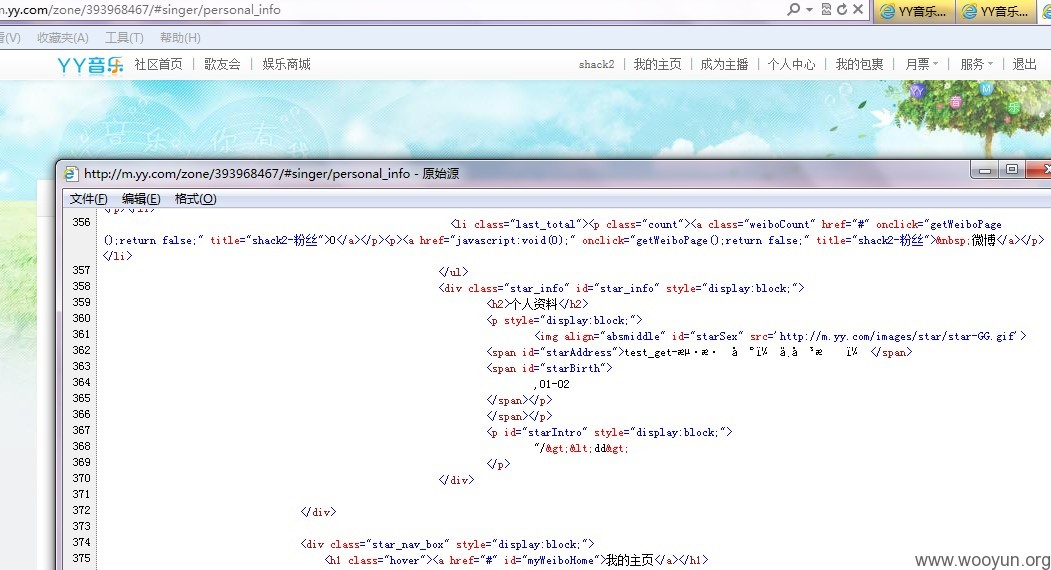 m.yy.com/zone/393968467/#singer/personal_info
YY音乐... YY音乐...
看(V) 收藏夹(A) 工具(T) 帮助(H)
YY音乐 社区首页 | 歌友会 | 娱乐商城 shack2 | 我的主页 | 成为主播 | 个人中心 | 我的包裹 | 月票 | 服务 | 退出
http://m.yy.com/zone/393968467/#singer/personal_info - 原始源
文件(F) 编辑(E) 格式(O)
356 <li class="last_total"><p class="count"><a class="weiboCount" href="#" onclick="getWeiboPage
();return false;" title="shack2-粉丝">0</a></p><p><a href="javascript:void(0);" onclick="getWeiboPage();return false;" title="shack2-粉丝">&nbsp;微博</a></p>
</li>
357 </ul>
358 <div class="star_info" id="star_info" style="display:block;">
359 <h2>个人资料</h2>
360 <p style="display:block;">
361 <img align="absmiddle" id="starSex" src='http://m.yy.com/images/star/star-GG.gif'>
362 <span id="starAddress">test_get- </span>
363 <span id="starBirth">
364 ,01-02
365 </span></p>
366 </span></p>
367 <p id="starIntro" style="display:block;">
368 "/&gt;&lt;dd&gt;
369 </p>
370 </div>
371
372 </div>
373
374 <div class="star_nav_box" style="display:block;">
375 <h1 class="hover"><a href="#" id="myWeiboHome">我的主页</a></h1>
www.wooyun.org